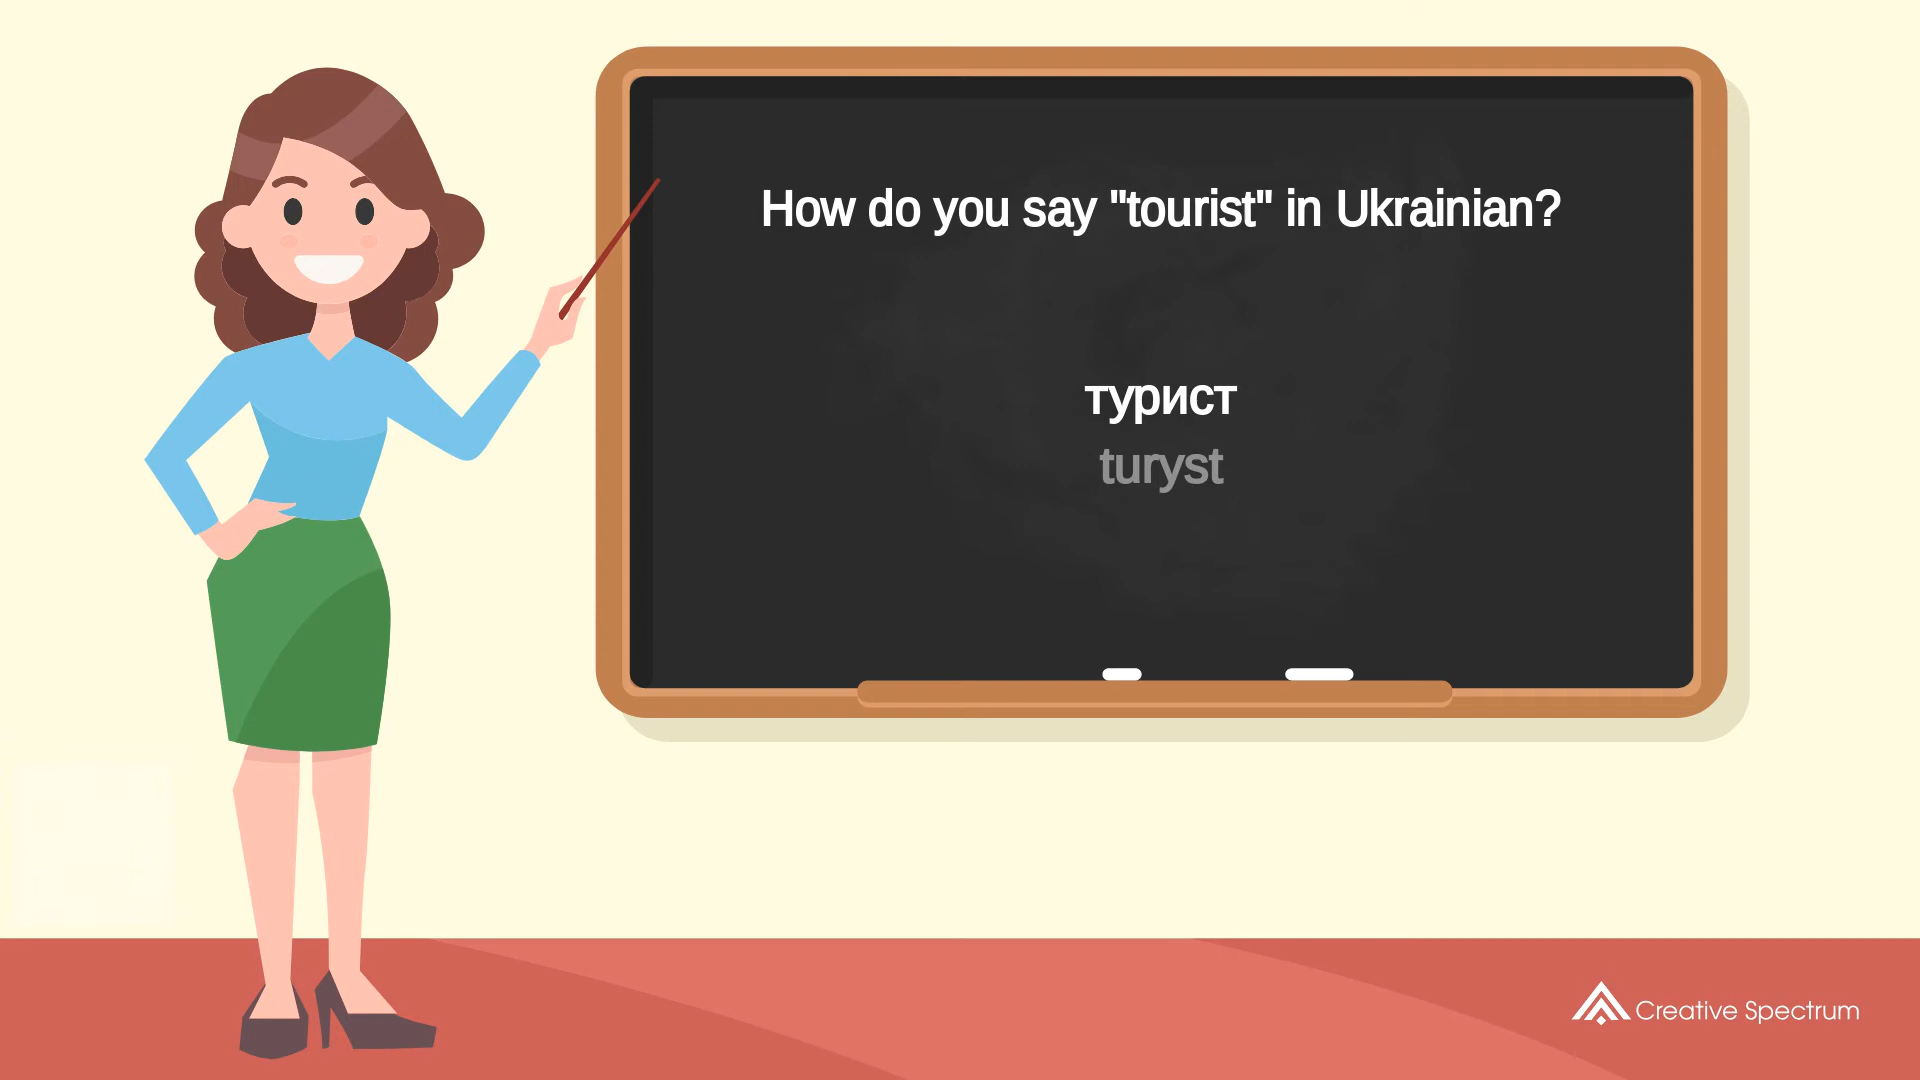 How do you say "tourist" in Ukrainian?
турист
turyst
Creative Spectrum